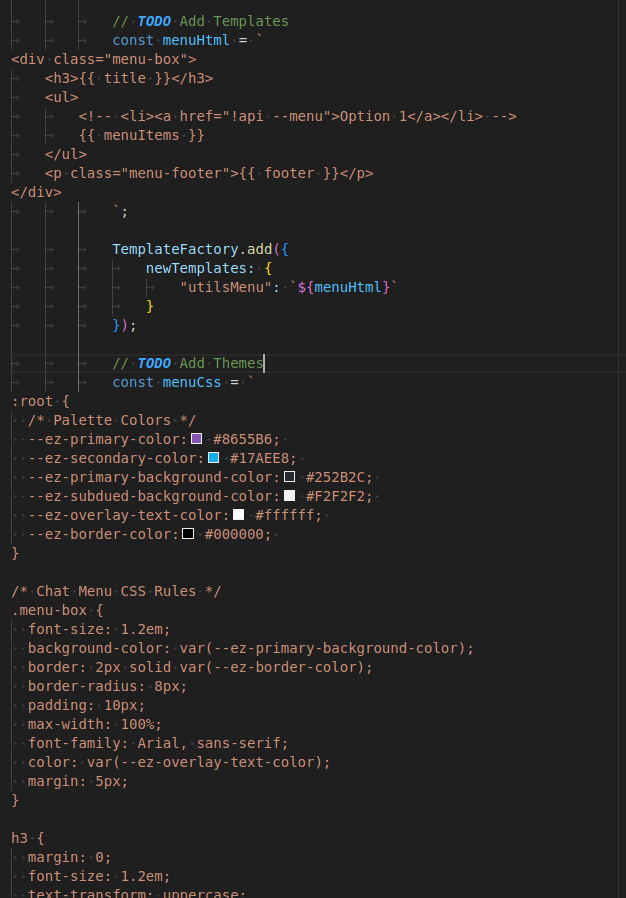 // TODO Add Templates
const menuHtml = `
<div class="menu-box">
<h3>{{ title }}</h3>
<ul>
<!-- <li><a href="!api --menu">Option 1</a></li> -->
{{ menuItems }}
</ul>
<p class="menu-footer">{{ footer }}</p>
</div>
`;
TemplateFactory.add({
newTemplates: {
"utilsMenu": `${menuHtml}`
}
});
// TODO Add Themes
const menuCss = `
:root {
/* Palette Colors */
--ez-primary-color: #8655B6;
--ez-secondary-color: #17AEE8;
--ez-primary-background-color: #252B2C;
--ez-subdued-background-color: #F2F2F2;
--ez-overlay-text-color: #ffffff;
--ez-border-color: #000000;
}
/* Chat Menu CSS Rules */
.menu-box {
font-size: 1.2em;
background-color: var(--ez-primary-background-color);
border: 2px solid var(--ez-border-color);
border-radius: 8px;
padding: 10px;
max-width: 100%;
font-family: Arial, sans-serif;
color: var(--ez-overlay-text-color);
margin: 5px;
}
h3 {
margin: 0;
font-size: 1.2em;
text-transform: uppercase;